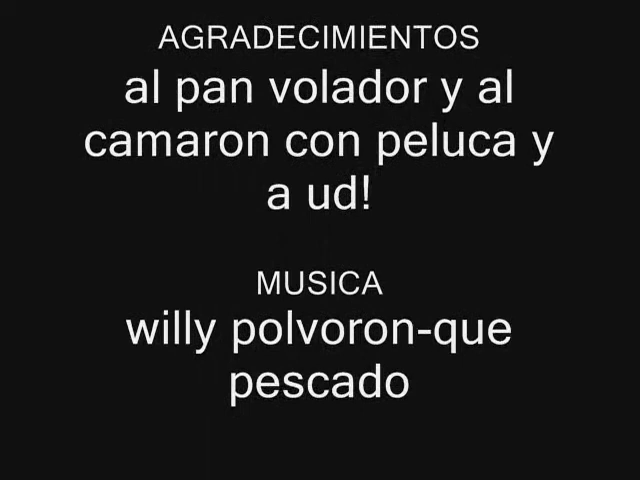 AGRADECIMIENTOS
al pan volador y al
camaron con peluca y
a ud!
MUSICA
willy polvoron-que
pescado